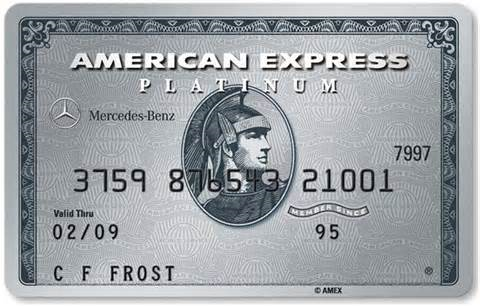 AMERICAN EXPRESS
PLATINUM
Mercedes-Benz
7997
3759 876543 21001
Valid Thru
MEMBER SINCE
02/09 95
C F FROST
© AMEX
®